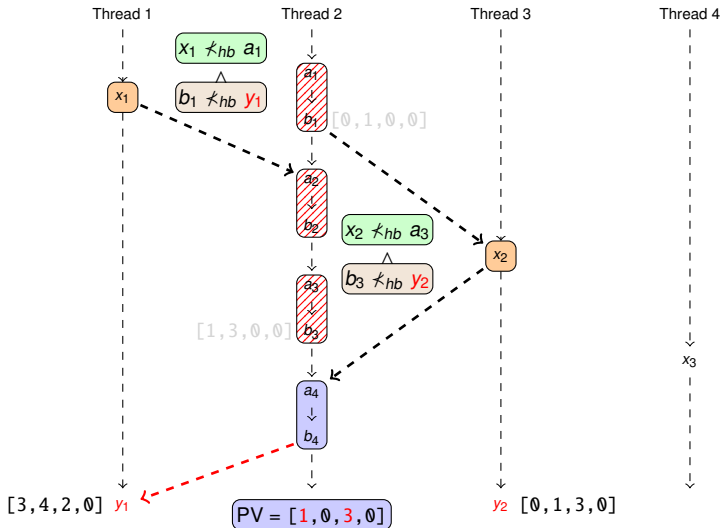 Thread 1 Thread 2 Thread 3 Thread 4
x₁ ⊀hb a₁
∧
b₁ ⊀hb y₁
x₁
a₁
b₁ [0,1,0,0]
a₂
b₂
x₂ ⊀hb a₃
∧
b₃ ⊀hb y₂
x₂
a₃
[1,3,0,0] b₃
x₃
a₄
b₄
[3,4,2,0] y₁
PV = [1,0,3,0]
y₂ [0,1,3,0]